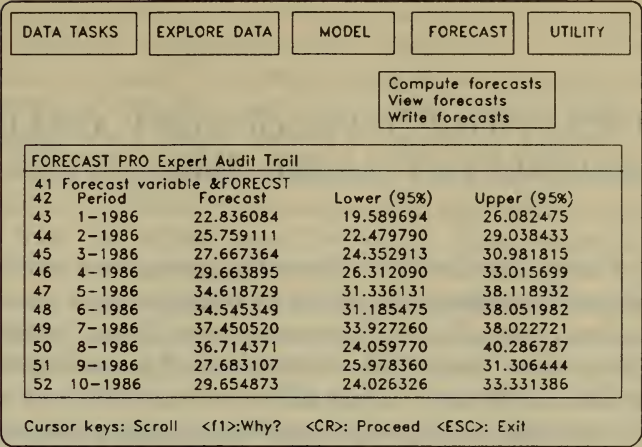 DATA TASKS EXPLORE DATA MODEL FORECAST UTILITY
Compute forecasts
View forecasts
Write forecasts
FORECAST PRO Expert Audit Trail
41 Forecast variable &FORECST
42 Period Forecast Lower (95%) Upper (95%)
43 1-1986 22.836084 19.589694 26.082475
44 2-1986 25.759111 22.479790 29.038433
45 3-1986 27.667364 24.352913 30.981815
46 4-1986 29.663895 26.312090 33.015699
47 5-1986 34.618729 31.336131 38.118932
48 6-1986 34.545349 31.185475 38.051982
49 7-1986 37.450520 33.927260 38.022721
50 8-1986 36.714371 24.059770 40.286787
51 9-1986 27.683107 25.978360 31.306444
52 10-1986 29.654873 24.026326 33.331386
Cursor keys: Scroll <f1>:Why? <CR>: Proceed <ESC>: Exit